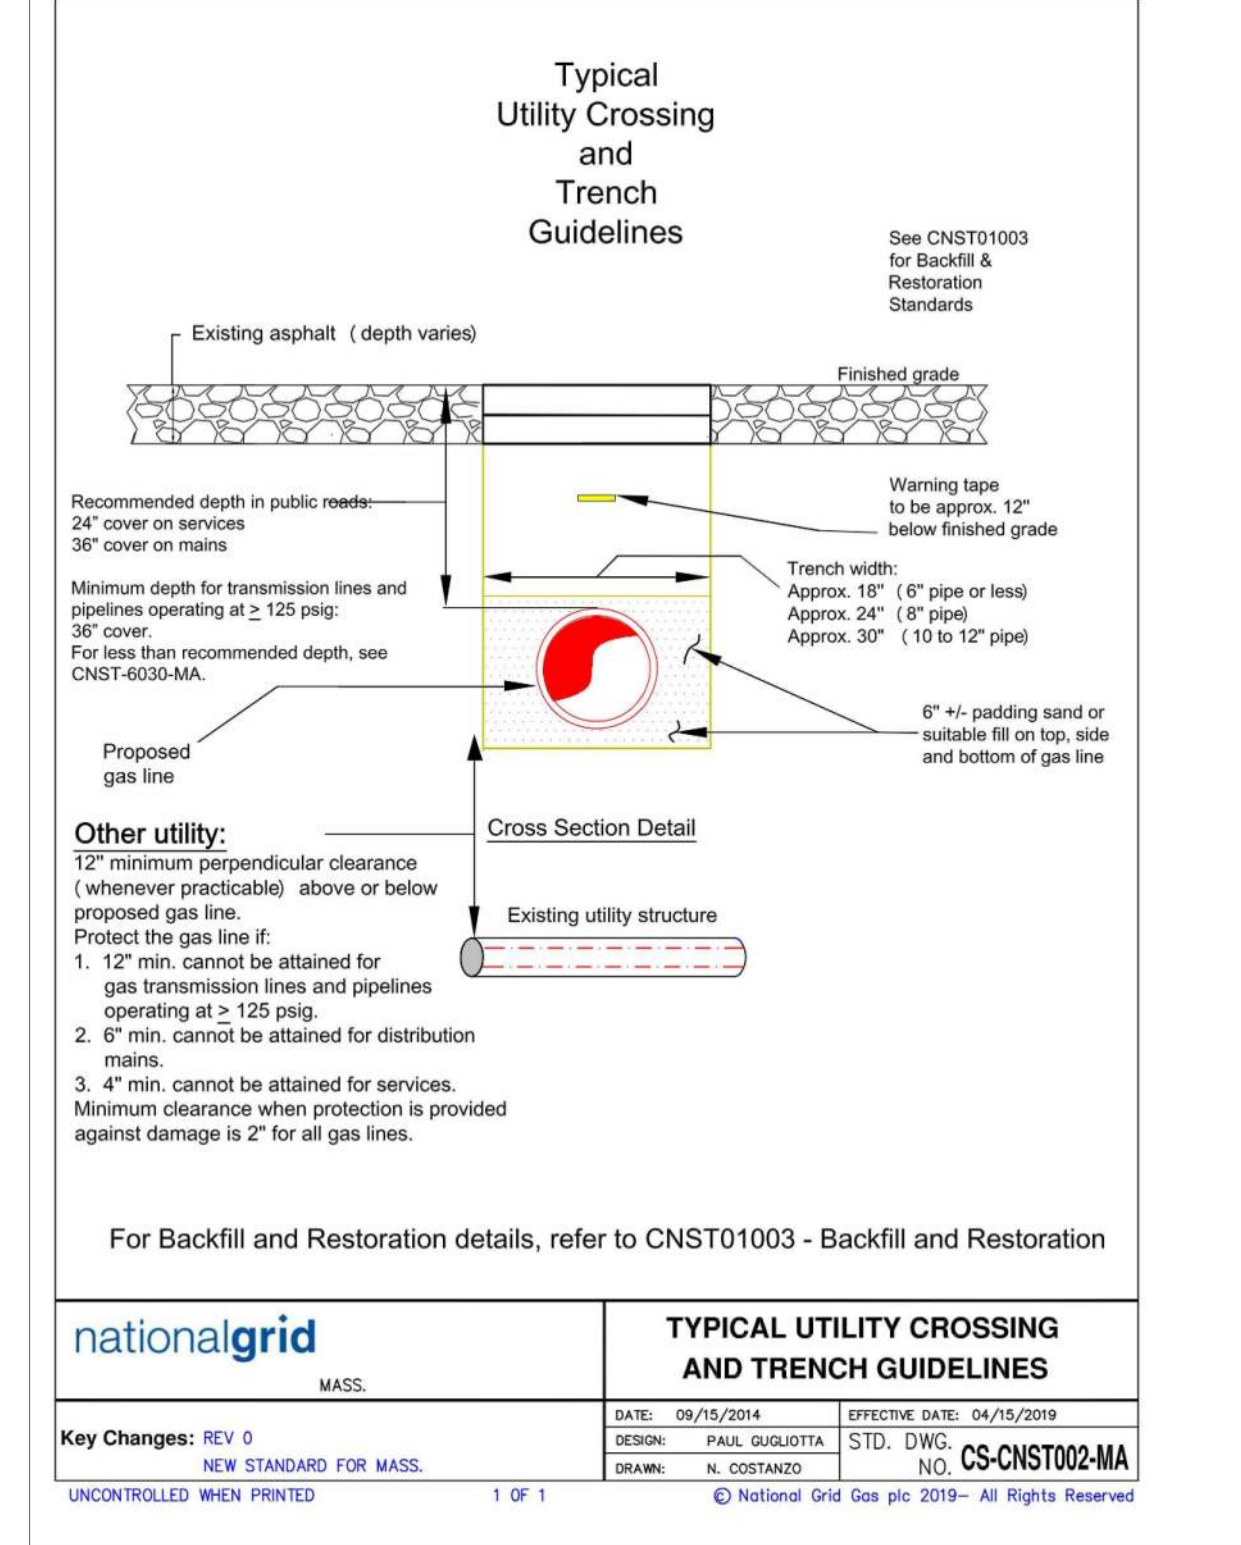 Typical
Utility Crossing
and
Trench
Guidelines
See CNST01003
for Backfill &
Restoration
Standards
Existing asphalt ( depth varies)
Finished grade
Recommended depth in public roads:
24" cover on services
36" cover on mains
Warning tape
to be approx. 12"
below finished grade
Minimum depth for transmission lines and
pipelines operating at ≥ 125 psig:
36" cover.
For less than recommended depth, see
CNST-6030-MA.
Trench width:
Approx. 18" ( 6" pipe or less)
Approx. 24" ( 8" pipe)
Approx. 30" ( 10 to 12" pipe)
Proposed
gas line
6" +/- padding sand or
suitable fill on top, side
and bottom of gas line
Cross Section Detail
Other utility:
12" minimum perpendicular clearance
( whenever practicable) above or below
proposed gas line.
Protect the gas line if:
1. 12" min. cannot be attained for
gas transmission lines and pipelines
operating at ≥ 125 psig.
2. 6" min. cannot be attained for distribution
mains.
3. 4" min. cannot be attained for services.
Minimum clearance when protection is provided
against damage is 2" for all gas lines.
Existing utility structure
For Backfill and Restoration details, refer to CNST01003 - Backfill and Restoration
nationalgrid
MASS.
TYPICAL UTILITY CROSSING
AND TRENCH GUIDELINES
Key Changes: REV 0
NEW STANDARD FOR MASS.
DATE: 09/15/2014
EFFECTIVE DATE: 04/15/2019
DESIGN: PAUL GUGLIOTTA
DRAWN: N. COSTANZO
STD. DWG.
NO. CS-CNST002-MA
UNCONTROLLED WHEN PRINTED
1 OF 1
© National Grid Gas plc 2019– All Rights Reserved